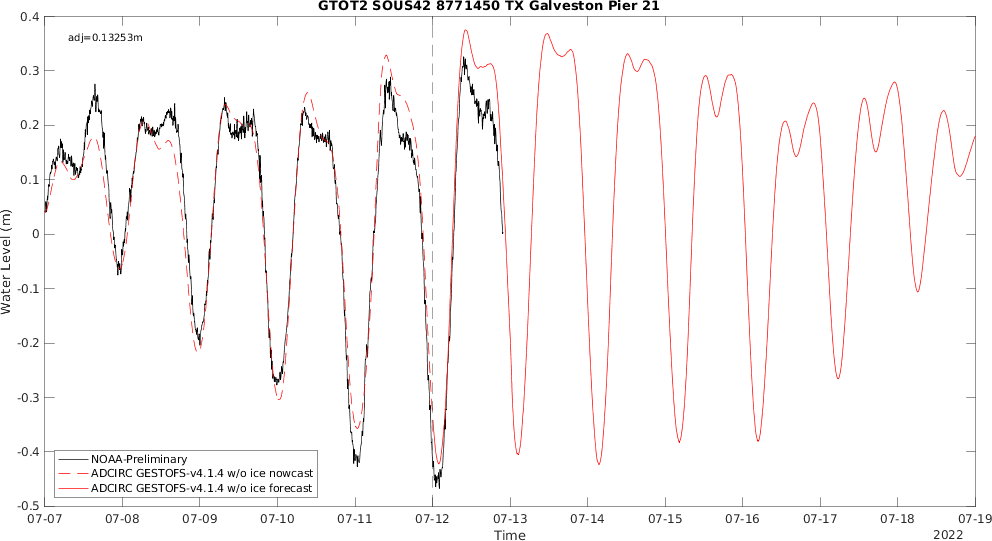 GTOT2 SOUS42 8771450 TX Galveston Pier 21
adj=0.13253m
0.4
0.3
0.2
0.1
0
-0.1
-0.2
-0.3
-0.4
-0.5
Water Level (m)
NOAA-Preliminary
ADCIRC GESTOFS-v4.1.4 w/o ice nowcast
ADCIRC GESTOFS-v4.1.4 w/o ice forecast
07-07 07-08 07-09 07-10 07-11 07-12 07-13 07-14 07-15 07-16 07-17 07-18 07-19
Time
2022